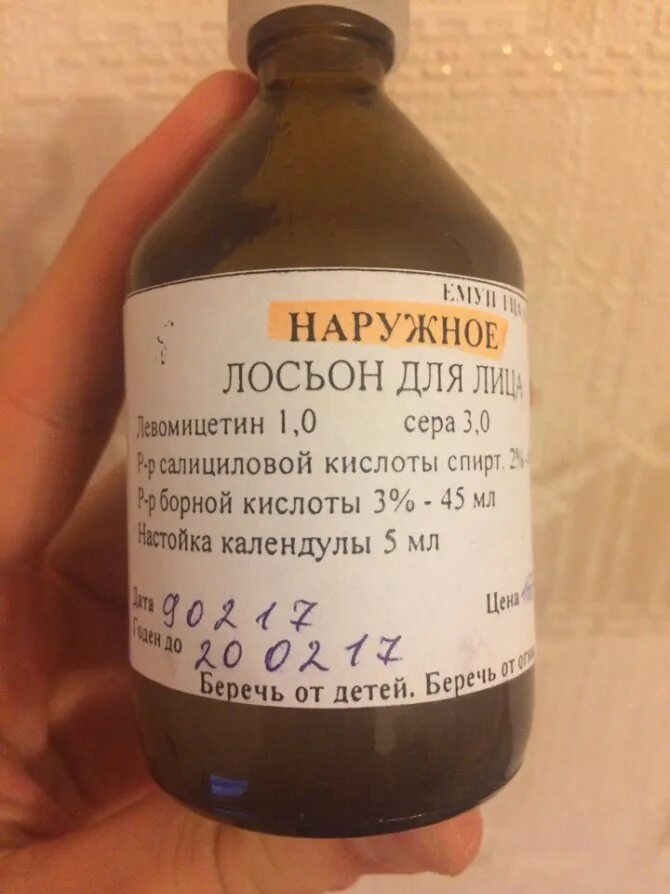 НАРУЖНОЕ
ЛОСЬОН ДЛЯ ЛИЦА
Левомицетин 1,0 сера 3,0
Р-р салициловой кислоты спирт. 2%
Р-р борной кислоты 3% - 45 мл
Настойка календулы 5 мл
Дата 90217
Цена
Годен до 200217
Беречь от детей. Беречь от огня